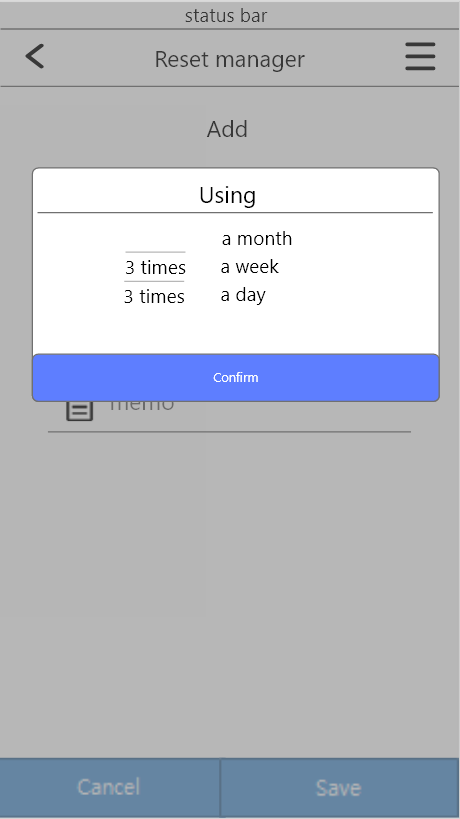 status bar
Reset manager
Add
Using
a month
3 times a week
3 times a day
Confirm
memo
Cancel Save